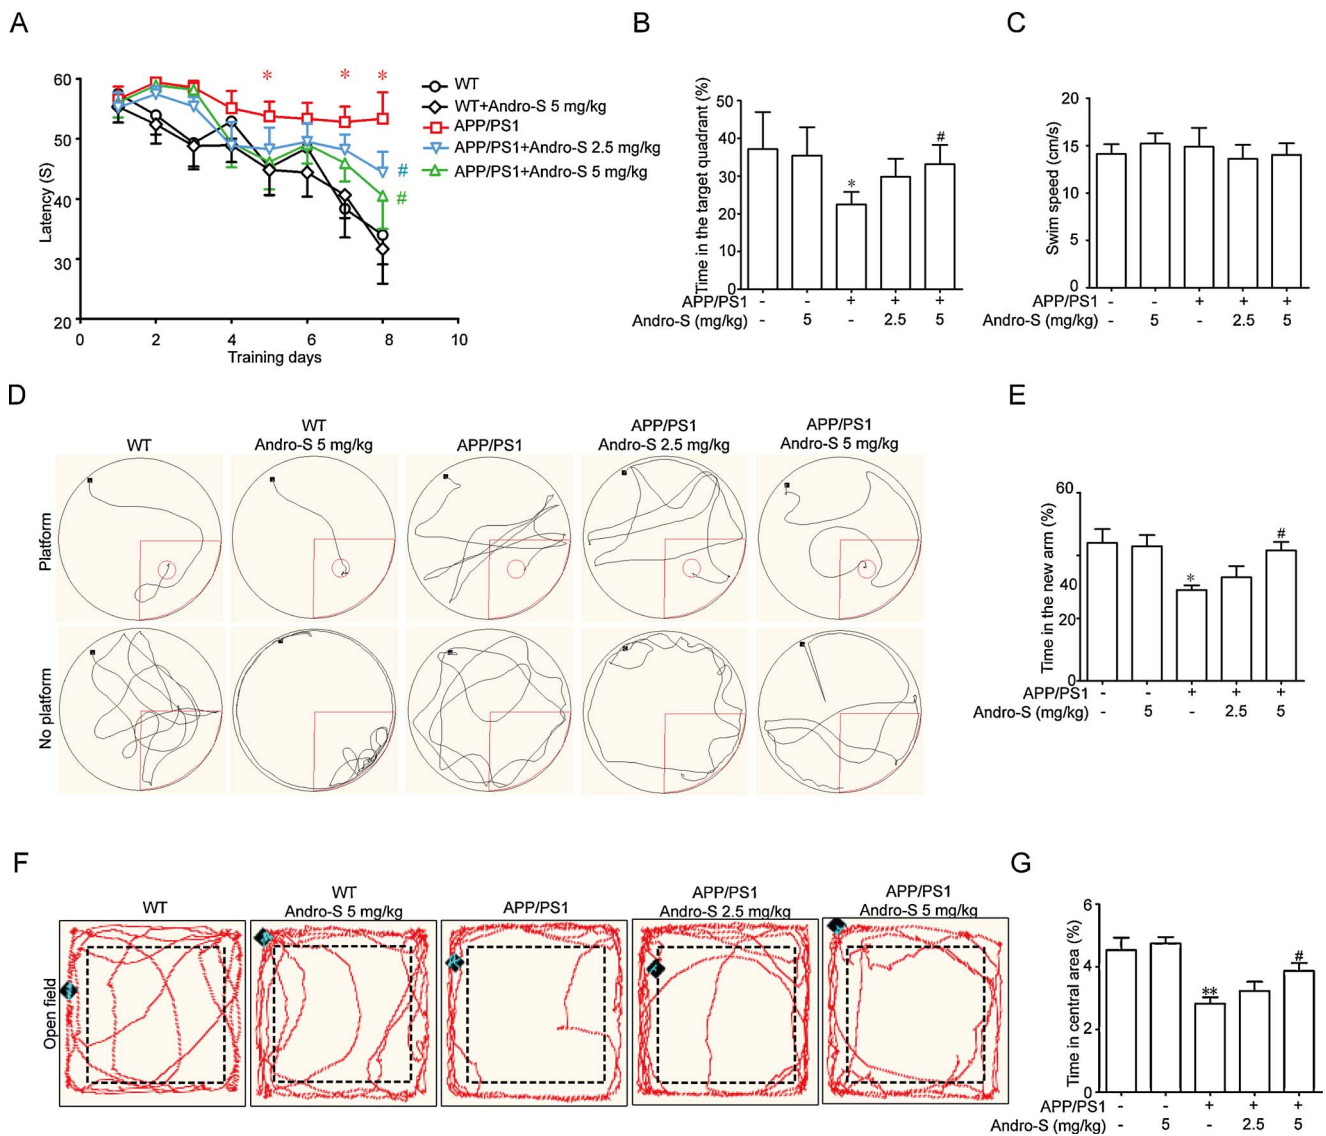 A
60
50
40
30
20
0
2
4
6
8
10
Latency (S)
Training days
* * *
#
#
WT
WT+Andro-S 5 mg/kg
APP/PS1
APP/PS1+Andro-S 2.5 mg/kg
APP/PS1+Andro-S 5 mg/kg
B
Time in the target quadrant (%)
50
40
30
20
10
0
*
#
APP/PS1 - - + + +
Andro-S (mg/kg) - 5 - 2.5 5
C
Swim speed (cm/s)
20
15
10
5
0
APP/PS1 - - + + +
Andro-S (mg/kg) - 5 - 2.5 5
D
WT
WT
Andro-S 5 mg/kg
APP/PS1
APP/PS1
Andro-S 2.5 mg/kg
APP/PS1
Andro-S 5 mg/kg
Platform
No platform
E
Time in the new arm (%)
60
40
20
0
*
#
APP/PS1 - - + + +
Andro-S (mg/kg) - 5 - 2.5 5
F
WT
WT
Andro-S 5 mg/kg
APP/PS1
APP/PS1
Andro-S 2.5 mg/kg
APP/PS1
Andro-S 5 mg/kg
Open field
G
Time in central area (%)
6
4
2
0
**
#
APP/PS1 - - + + +
Andro-S (mg/kg) - 5 - 2.5 5